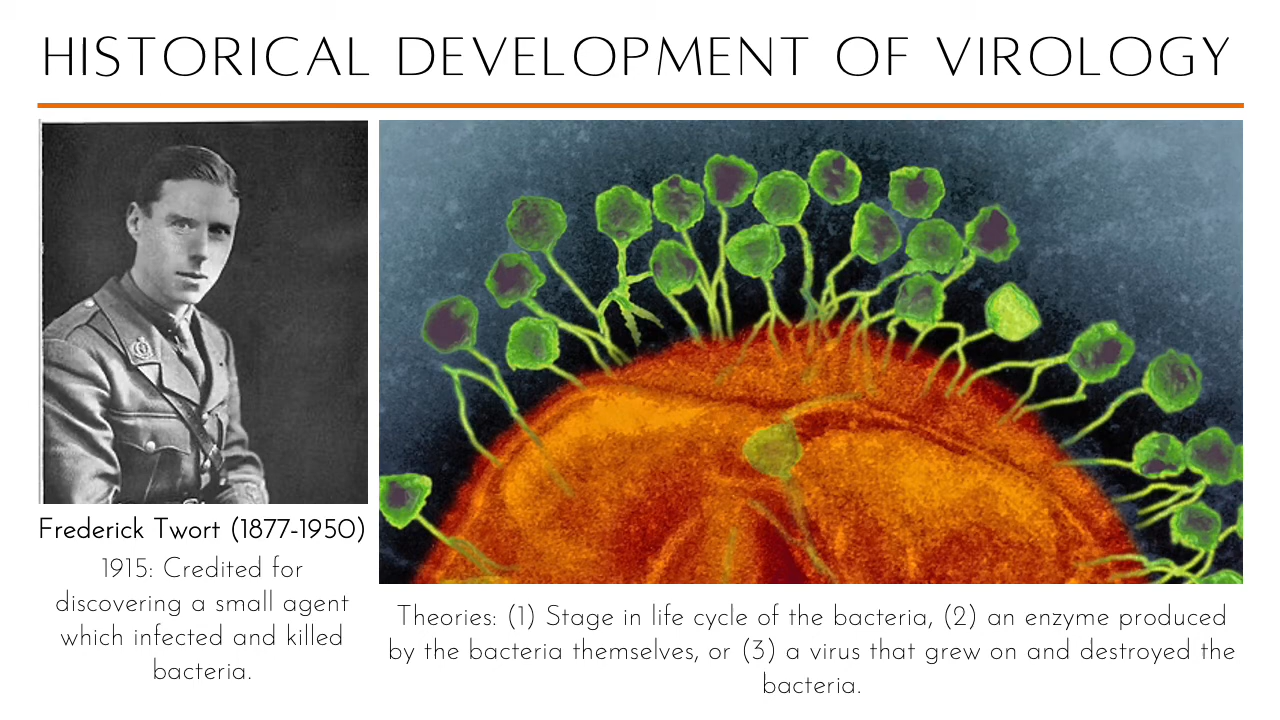 HISTORICAL DEVELOPMENT OF VIROLOGY
Frederick Twort (1877-1950)
1915: Credited for
discovering a small agent
which infected and killed
bacteria.
Theories: (1) Stage in life cycle of the bacteria, (2) an enzyme produced
by the bacteria themselves, or (3) a virus that grew on and destroyed the
bacteria.